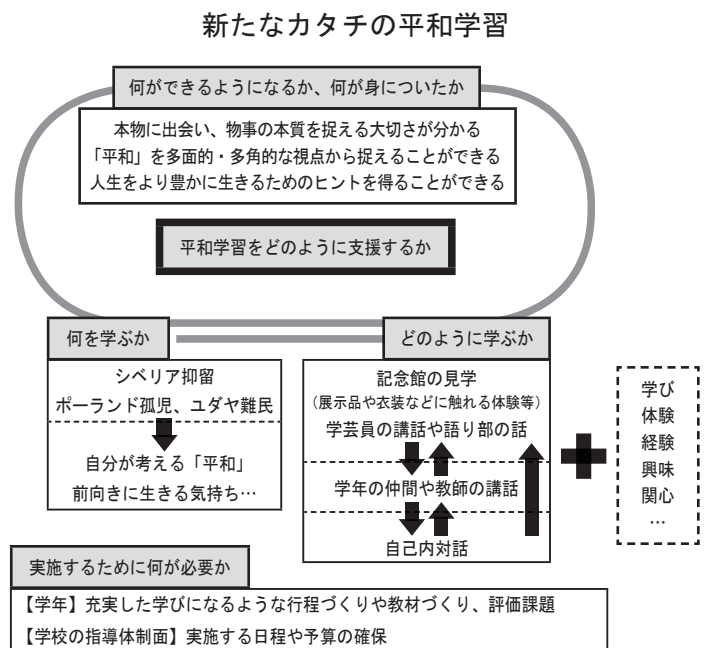 新たなカタチの平和学習
何ができるようになるか、何が身についたか
本物に出会い、物事の本質を捉える大切さが分かる
「平和」を多面的・多角的な視点から捉えることができる
人生をより豊かに生きるためのヒントを得ることができる
平和学習をどのように支援するか
何を学ぶか
シベリア抑留
ポーランド孤児、ユダヤ難民
自分が考える「平和」
前向きに生きる気持ち…
どのように学ぶか
記念館の見学
(展示品や衣装などに触れる体験等)
学芸員の講話や語り部の話
学年の仲間や教師の講話
自己内対話
学び
体験
経験
興味
関心
…
実施するために何が必要か
【学年】充実した学びになるような行程づくりや教材づくり、評価課題
【学校の指導体制面】実施する日程や予算の確保